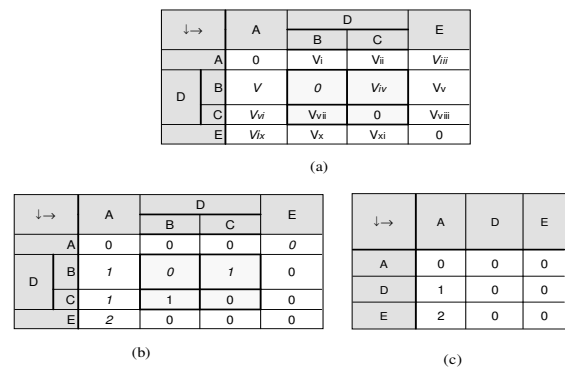 ↓→ A D E
B C
A 0 Vi Vii Viii
D B V 0 Viv Vv
C Vvi Vvii 0 Vviii
E Vix Vx Vxi 0
(a)
↓→ A D E
B C
A 0 0 0 0
D B 1 0 1 0
C 1 1 0 0
E 2 0 0 0
(b)
↓→ A D E
A 0 0 0
D 1 0 0
E 2 0 0
(c)